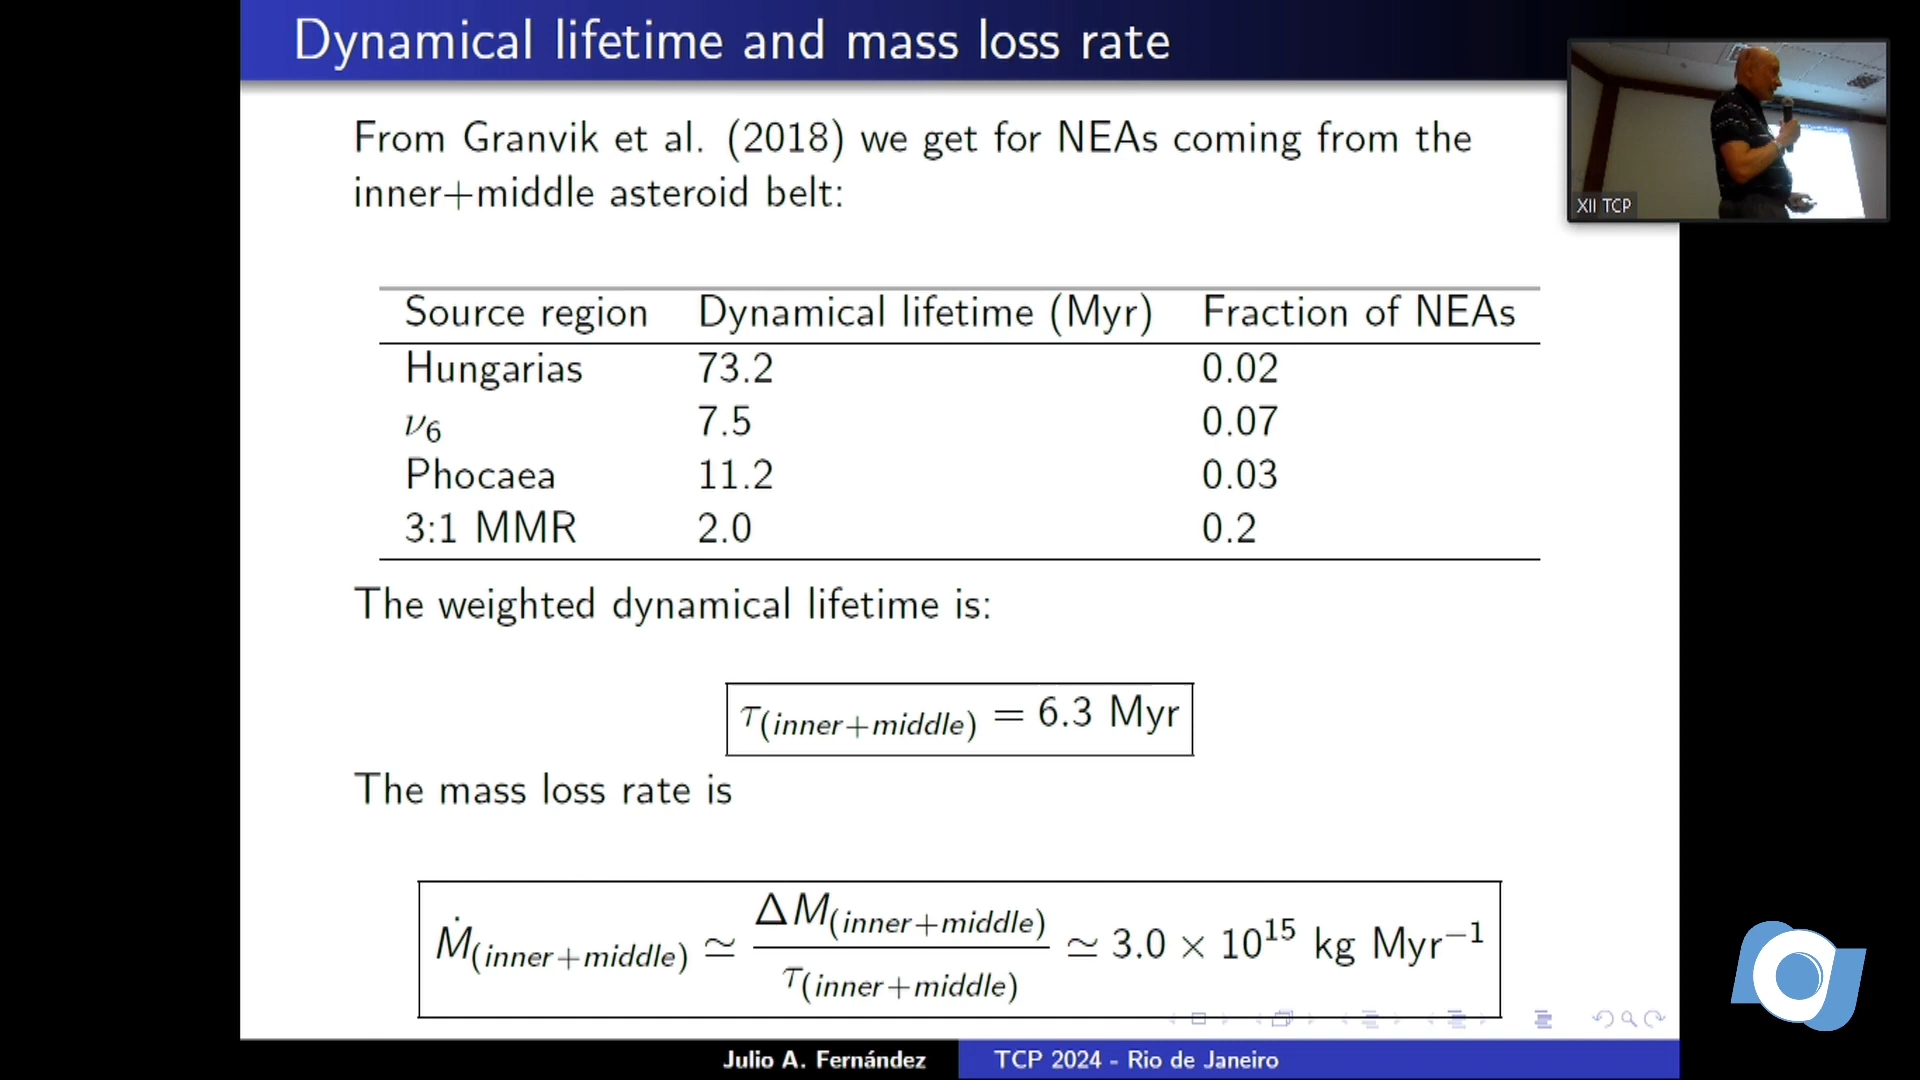 Dynamical lifetime and mass loss rate
From Granvik et al. (2018) we get for NEAs coming from the
inner+middle asteroid belt:
XII TCP
Source region Dynamical lifetime (Myr) Fraction of NEAs
Hungarias 73.2 0.02
ν₆ 7.5 0.07
Phocaea 11.2 0.03
3:1 MMR 2.0 0.2
The weighted dynamical lifetime is:
τ₍inner+middle₎ = 6.3 Myr
The mass loss rate is
Ṁ(inner+middle) ≃ ΔM(inner+middle) / τ(inner+middle) ≃ 3.0 × 10¹⁵ kg Myr⁻¹
Julio A. Fernández TCP 2024 - Rio de Janeiro